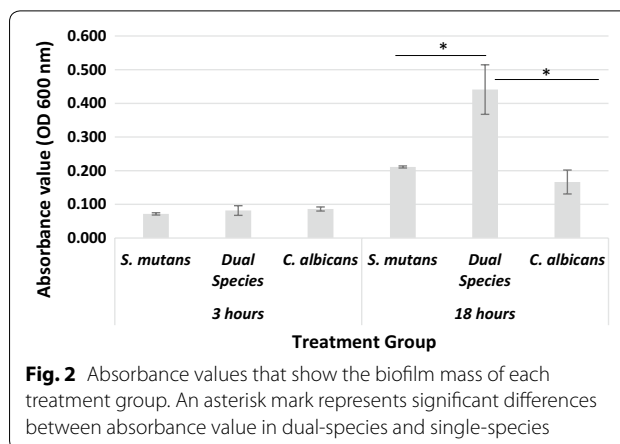 0.600
0.500
0.400
0.300
0.200
0.100
0.000
Absorbance value (OD 600 nm)
*
*
S. mutans Dual Species C. albicans S. mutans Dual Species C. albicans
3 hours 18 hours
Treatment Group
Fig. 2 Absorbance values that show the biofilm mass of each
treatment group. An asterisk mark represents significant differences
between absorbance value in dual-species and single-species